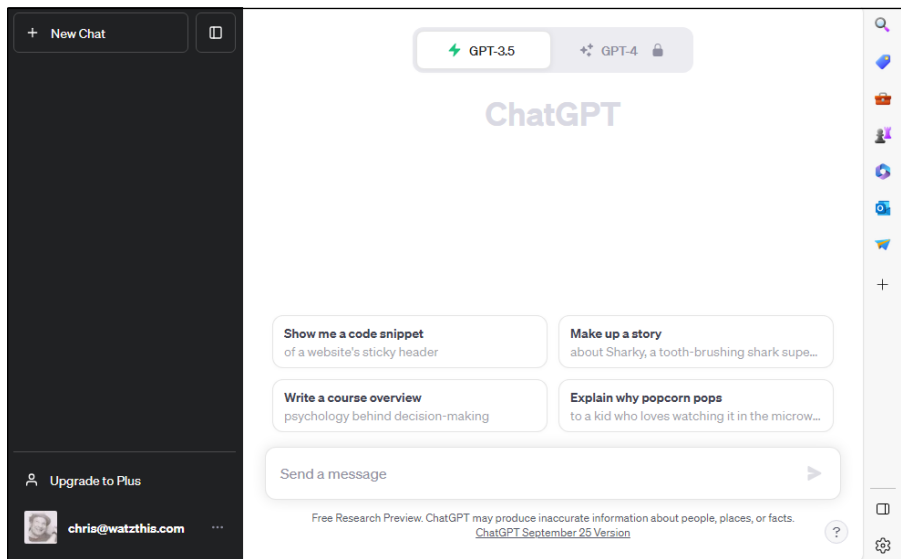 + New Chat
GPT-3.5
GPT-4
ChatGPT
Show me a code snippet
of a website's sticky header
Make up a story
about Sharky, a tooth-brushing shark supe...
Write a course overview
psychology behind decision-making
Explain why popcorn pops
to a kid who loves watching it in the microw...
Send a message
Upgrade to Plus
chris@watzthis.com ...
Free Research Preview. ChatGPT may produce inaccurate information about people, places, or facts.
ChatGPT September 25 Version
?